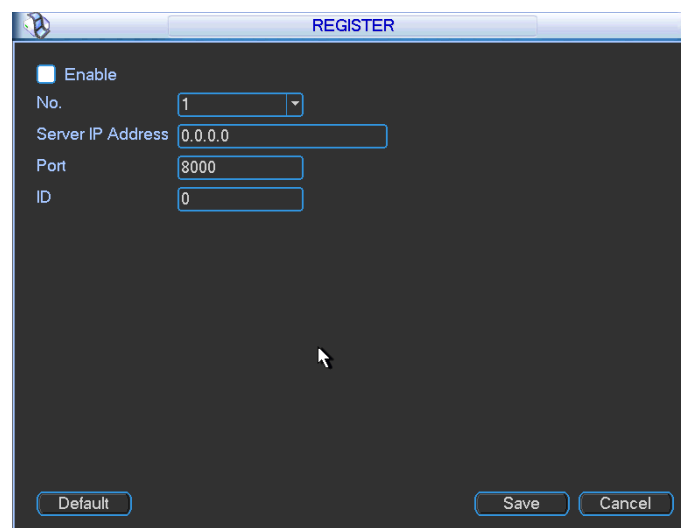 REGISTER
Enable
No. 1
Server IP Address 0.0.0.0
Port 8000
ID 0
Default Save Cancel